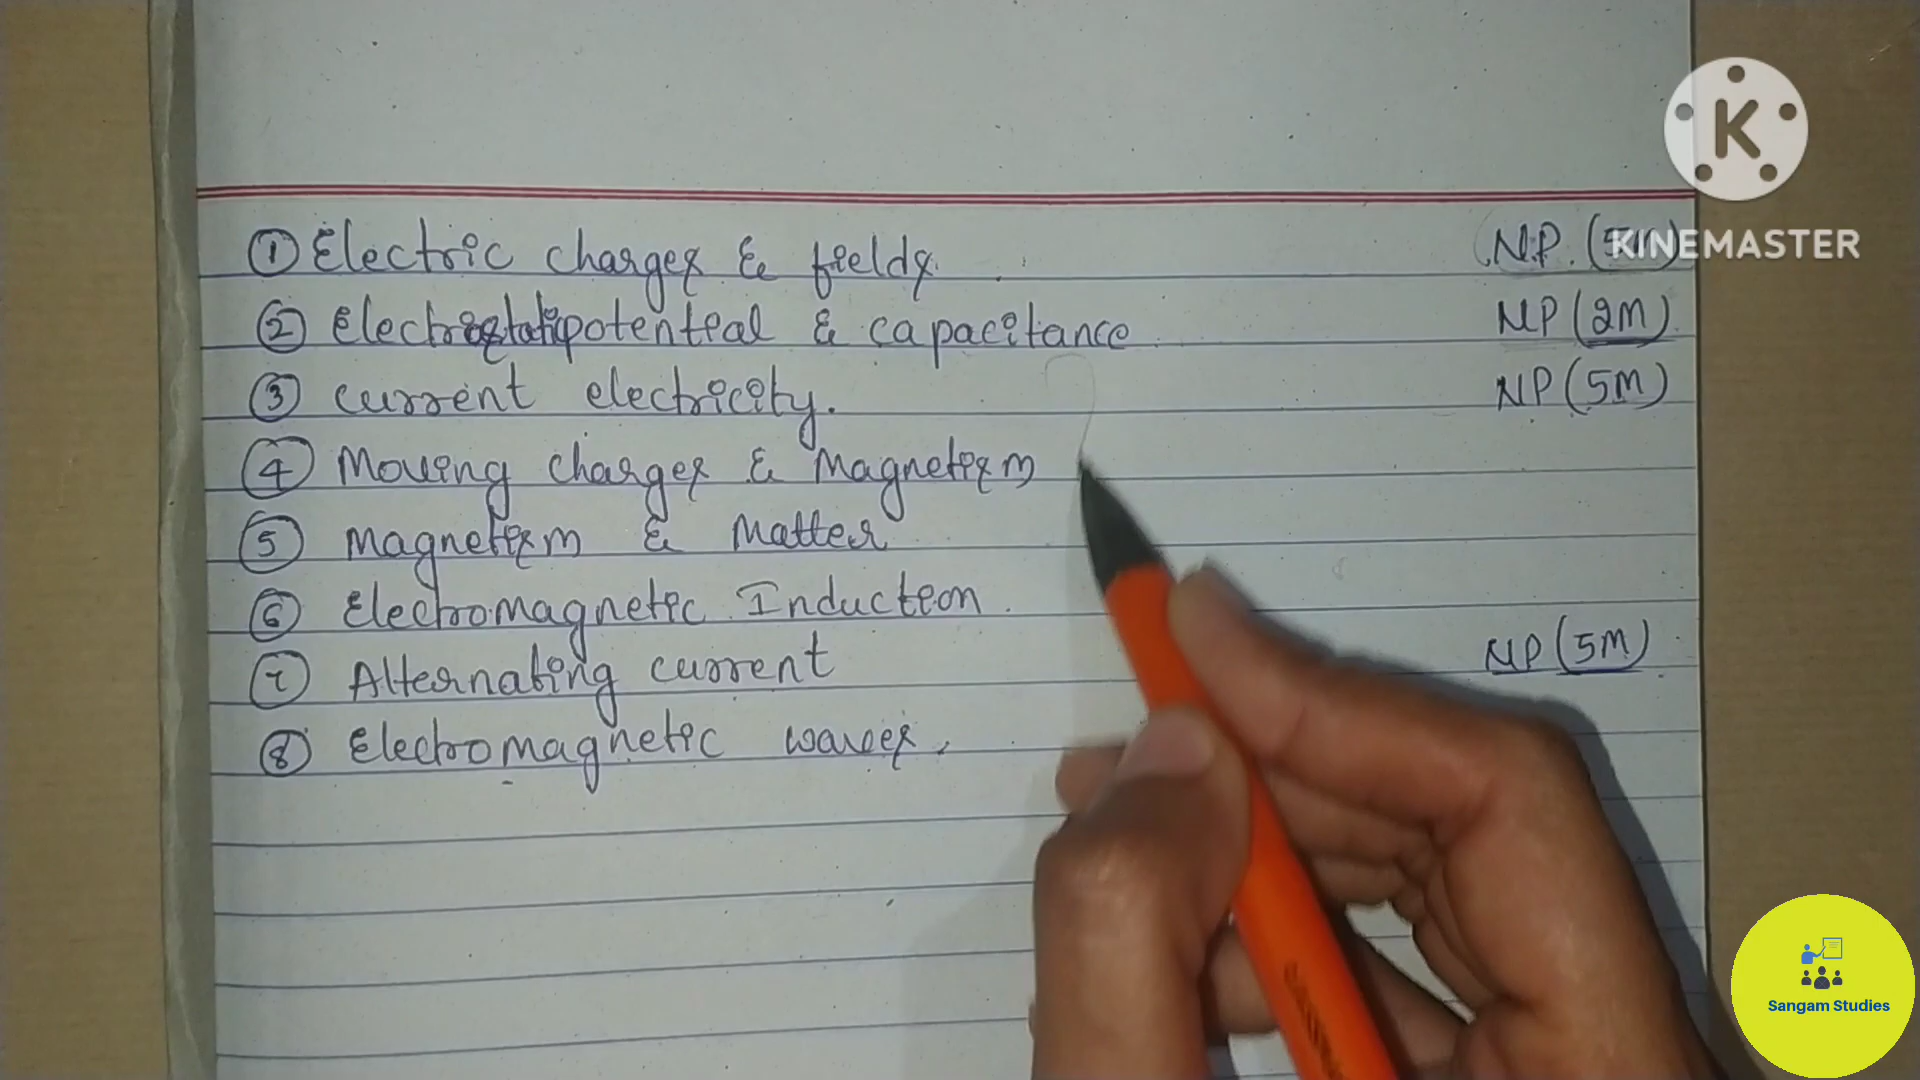 ① Electric charges & fields. NP. (5M)
② Electrostatic potential & capacitance NP (2M)
③ current electricity. NP (5M)
④ Moving charges & Magnetism
⑤ Magnetism & Matter
⑥ Electromagnetic Induction.
⑦ Alternating current NP (5M)
⑧ Electromagnetic waves.
K
KINEMASTER
Sangam Studies